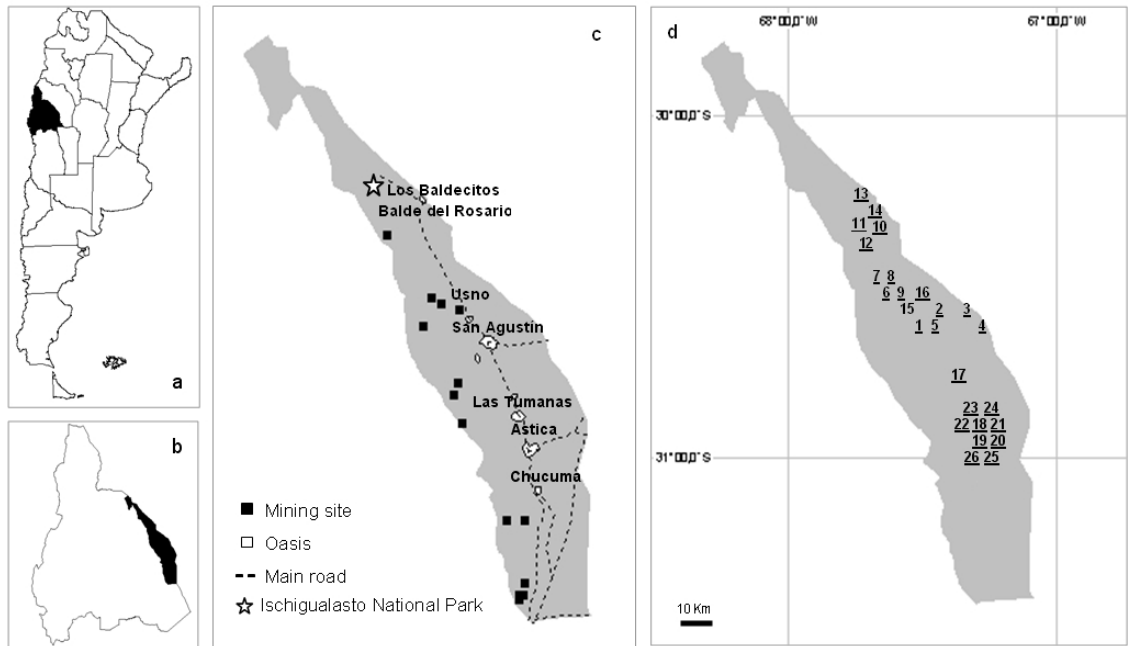 a
b
c
Los Baldecitos
Balde del Rosario
Usno
San Agustín
Las Tumanas
Astica
Chucuma
Mining site
Oasis
Main road
Ischigualasto National Park
d
68°00,0"W 67°00,0"W
30°00,0"S
31°00,0"S
13
14
11 10
12
7 8
6 9 16
15 2 3
1 5 4
17
23 24
22 18 21
19 20
26 25
10 Km